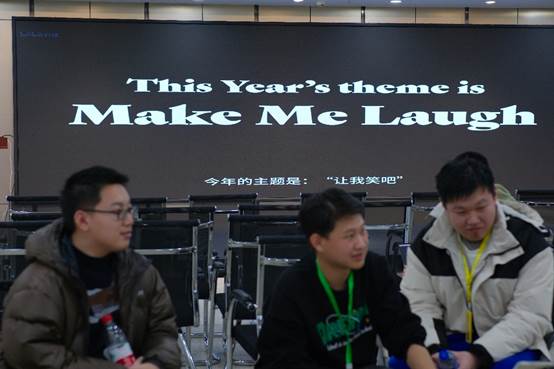 This Year's theme is
Make Me Laugh
今年的主题是：“让我笑吧”